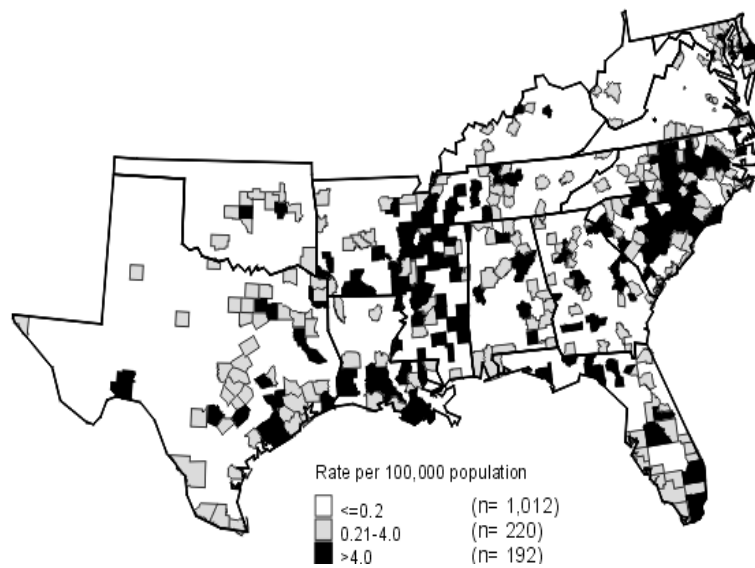 Rate per 100,000 population
<=0.2 (n= 1,012)
0.21-4.0 (n= 220)
>4.0 (n= 192)